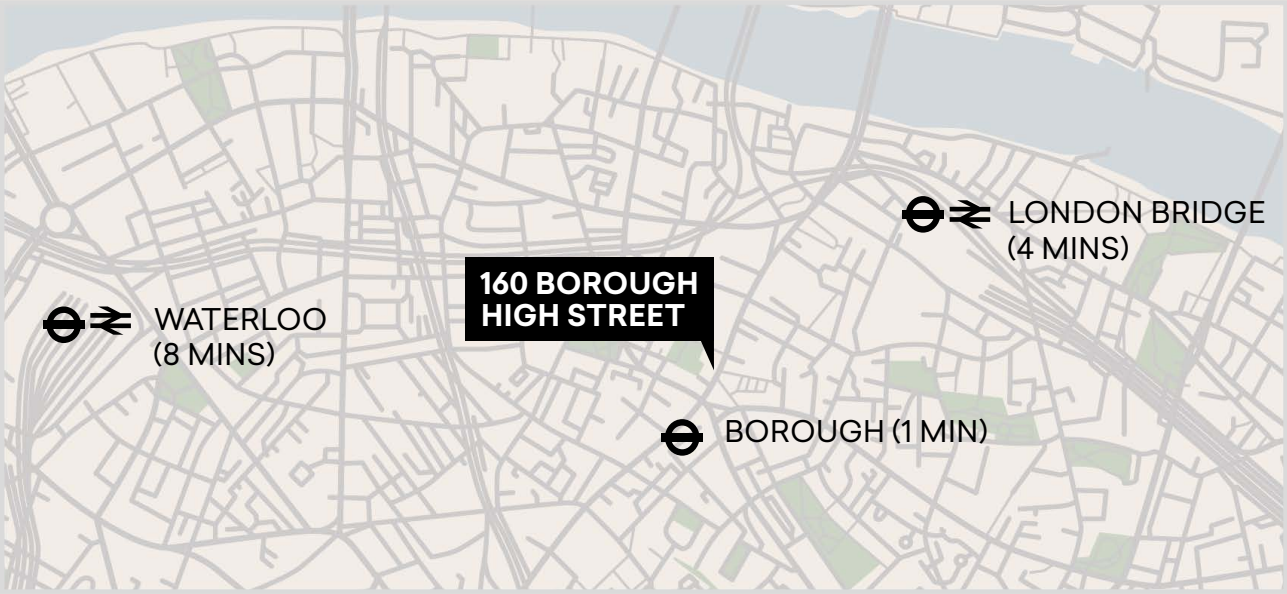 LONDON BRIDGE
(4 MINS)
160 BOROUGH
HIGH STREET
WATERLOO
(8 MINS)
BOROUGH (1 MIN)